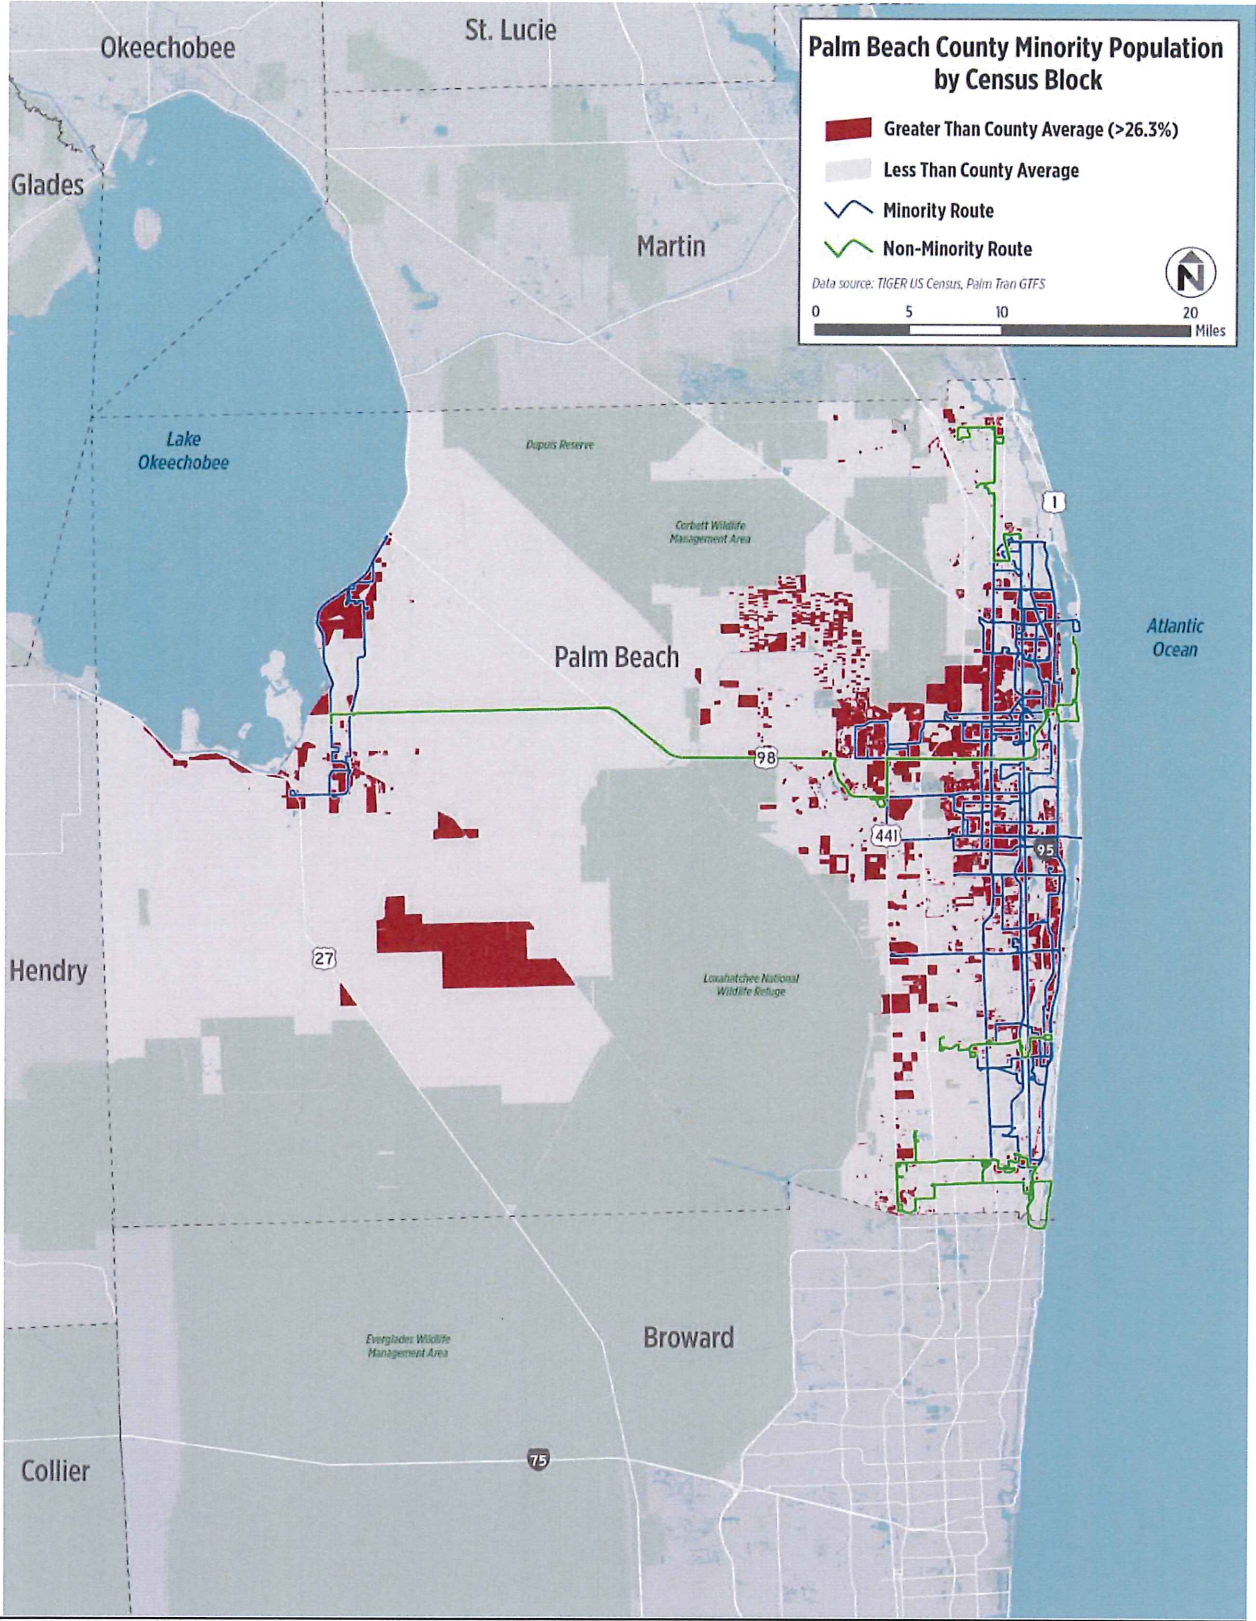 Okeechobee
St. Lucie
Palm Beach County Minority Population
by Census Block
Greater Than County Average (>26.3%)
Less Than County Average
Minority Route
Non-Minority Route
Data source: TIGER US Census, Palm Tran GTFS
N
0 5 10 20
Miles
Glades
Martin
Lake
Okeechobee
Dupuis Reserve
1
Corbett Wildlife
Management Area
Atlantic
Ocean
Palm Beach
98
441
95
27
Hendry
Loxahatchee National
Wildlife Refuge
Everglades Wildlife
Management Area
Broward
75
Collier